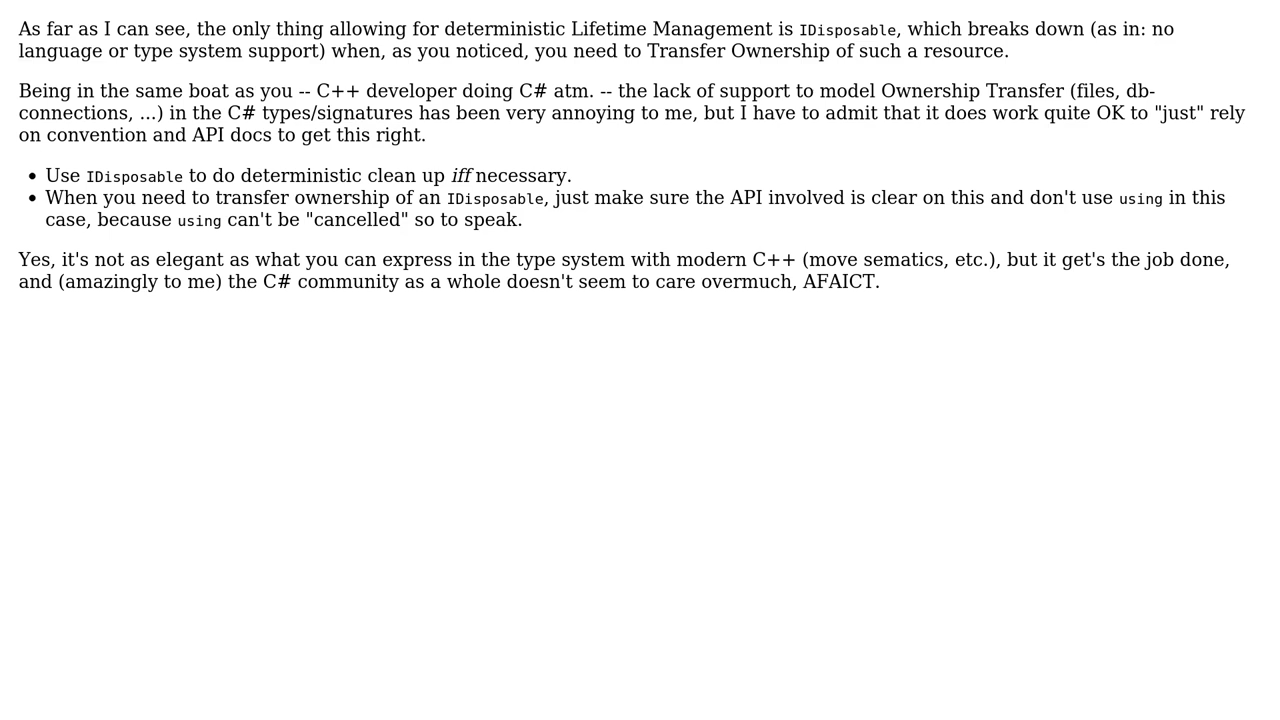 As far as I can see, the only thing allowing for deterministic Lifetime Management is IDisposable, which breaks down (as in: no
language or type system support) when, as you noticed, you need to Transfer Ownership of such a resource.
Being in the same boat as you -- C++ developer doing C# atm. -- the lack of support to model Ownership Transfer (files, db-
connections, ...) in the C# types/signatures has been very annoying to me, but I have to admit that it does work quite OK to "just" rely
on convention and API docs to get this right.
• Use IDisposable to do deterministic clean up iff necessary.
• When you need to transfer ownership of an IDisposable, just make sure the API involved is clear on this and don't use using in this
case, because using can't be "cancelled" so to speak.
Yes, it's not as elegant as what you can express in the type system with modern C++ (move sematics, etc.), but it get's the job done,
and (amazingly to me) the C# community as a whole doesn't seem to care overmuch, AFAICT.